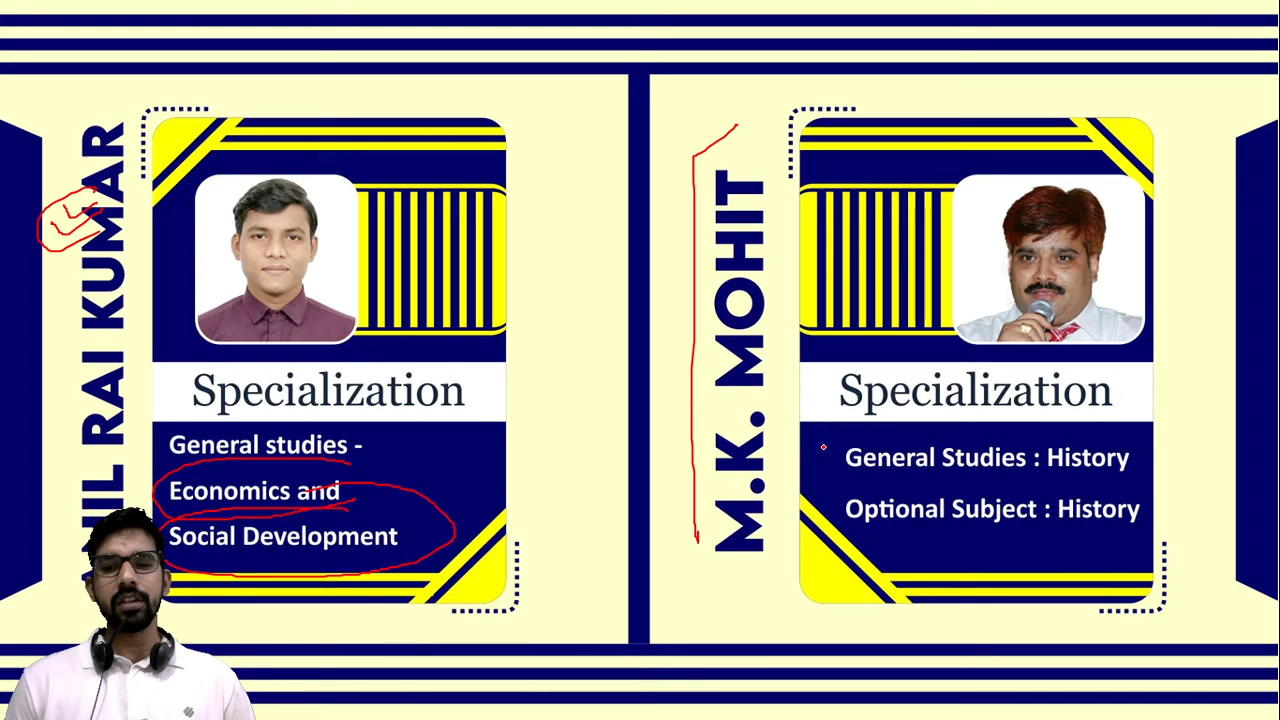 RAI KUMAR
Specialization
General studies -
Economics and
Social Development
M.K. MOHIT
Specialization
General Studies : History
Optional Subject : History